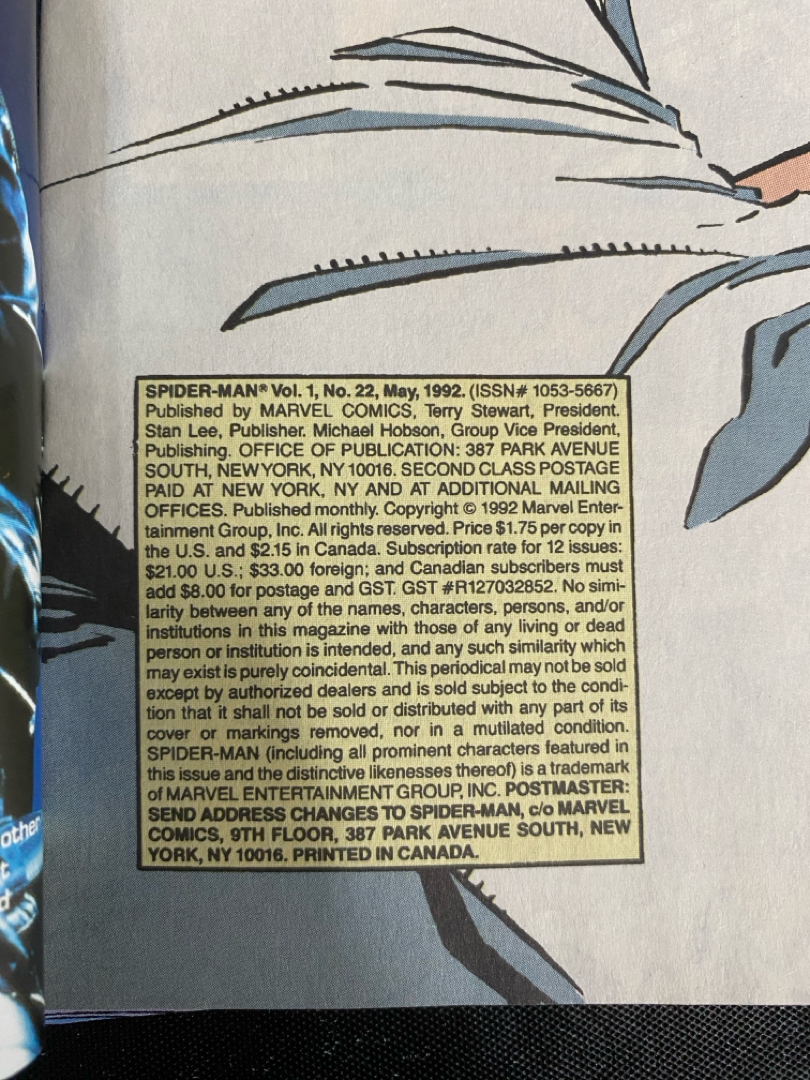 SPIDER-MAN® Vol. 1, No. 22, May, 1992. (ISSN# 1053-5667)
Published by MARVEL COMICS, Terry Stewart, President.
Stan Lee, Publisher. Michael Hobson, Group Vice President,
Publishing. OFFICE OF PUBLICATION: 387 PARK AVENUE
SOUTH, NEW YORK, NY 10016. SECOND CLASS POSTAGE
PAID AT NEW YORK, NY AND AT ADDITIONAL MAILING
OFFICES. Published monthly. Copyright © 1992 Marvel Enter-
tainment Group, Inc. All rights reserved. Price $1.75 per copy in
the U.S. and $2.15 in Canada. Subscription rate for 12 issues:
$21.00 U.S.; $33.00 foreign; and Canadian subscribers must
add $8.00 for postage and GST. GST #R127032852. No simi-
larity between any of the names, characters, persons, and/or
institutions in this magazine with those of any living or dead
person or institution is intended, and any such similarity which
may exist is purely coincidental. This periodical may not be sold
except by authorized dealers and is sold subject to the condi-
tion that it shall not be sold or distributed with any part of its
cover or markings removed, nor in a mutilated condition.
SPIDER-MAN (including all prominent characters featured in
this issue and the distinctive likenesses thereof) is a trademark
of MARVEL ENTERTAINMENT GROUP, INC. POSTMASTER:
SEND ADDRESS CHANGES TO SPIDER-MAN, c/o MARVEL
COMICS, 9TH FLOOR, 387 PARK AVENUE SOUTH, NEW
YORK, NY 10016. PRINTED IN CANADA.
other